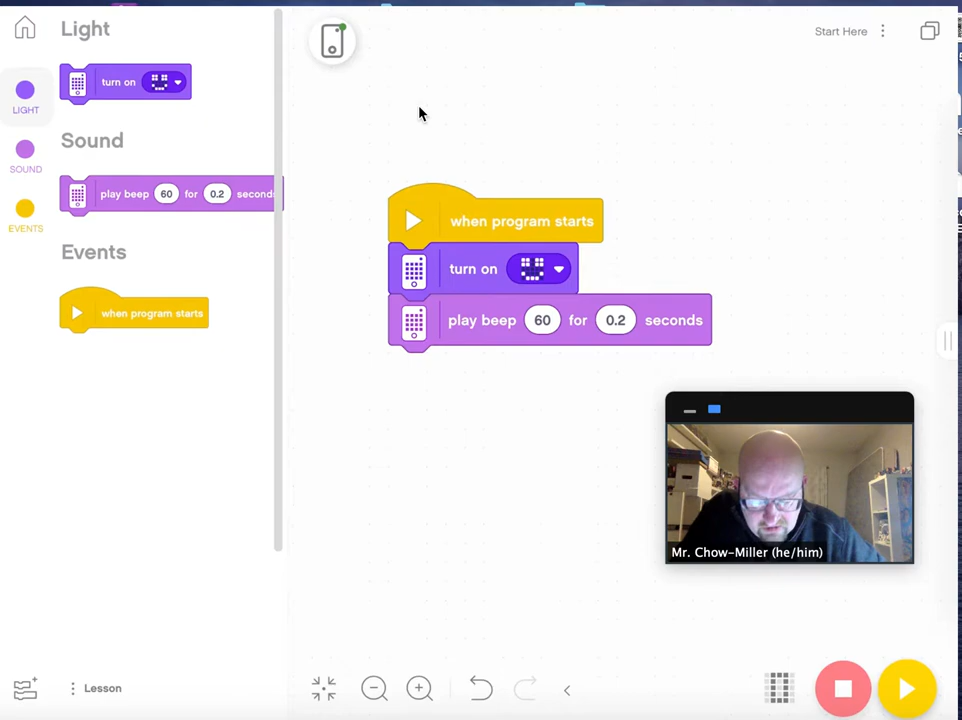 Light
Start Here
turn on
LIGHT
Sound
SOUND
play beep 60 for 0.2 seconds
EVENTS
Events
when program starts
when program starts
turn on
play beep 60 for 0.2 seconds
Mr. Chow-Miller (he/him)
Lesson